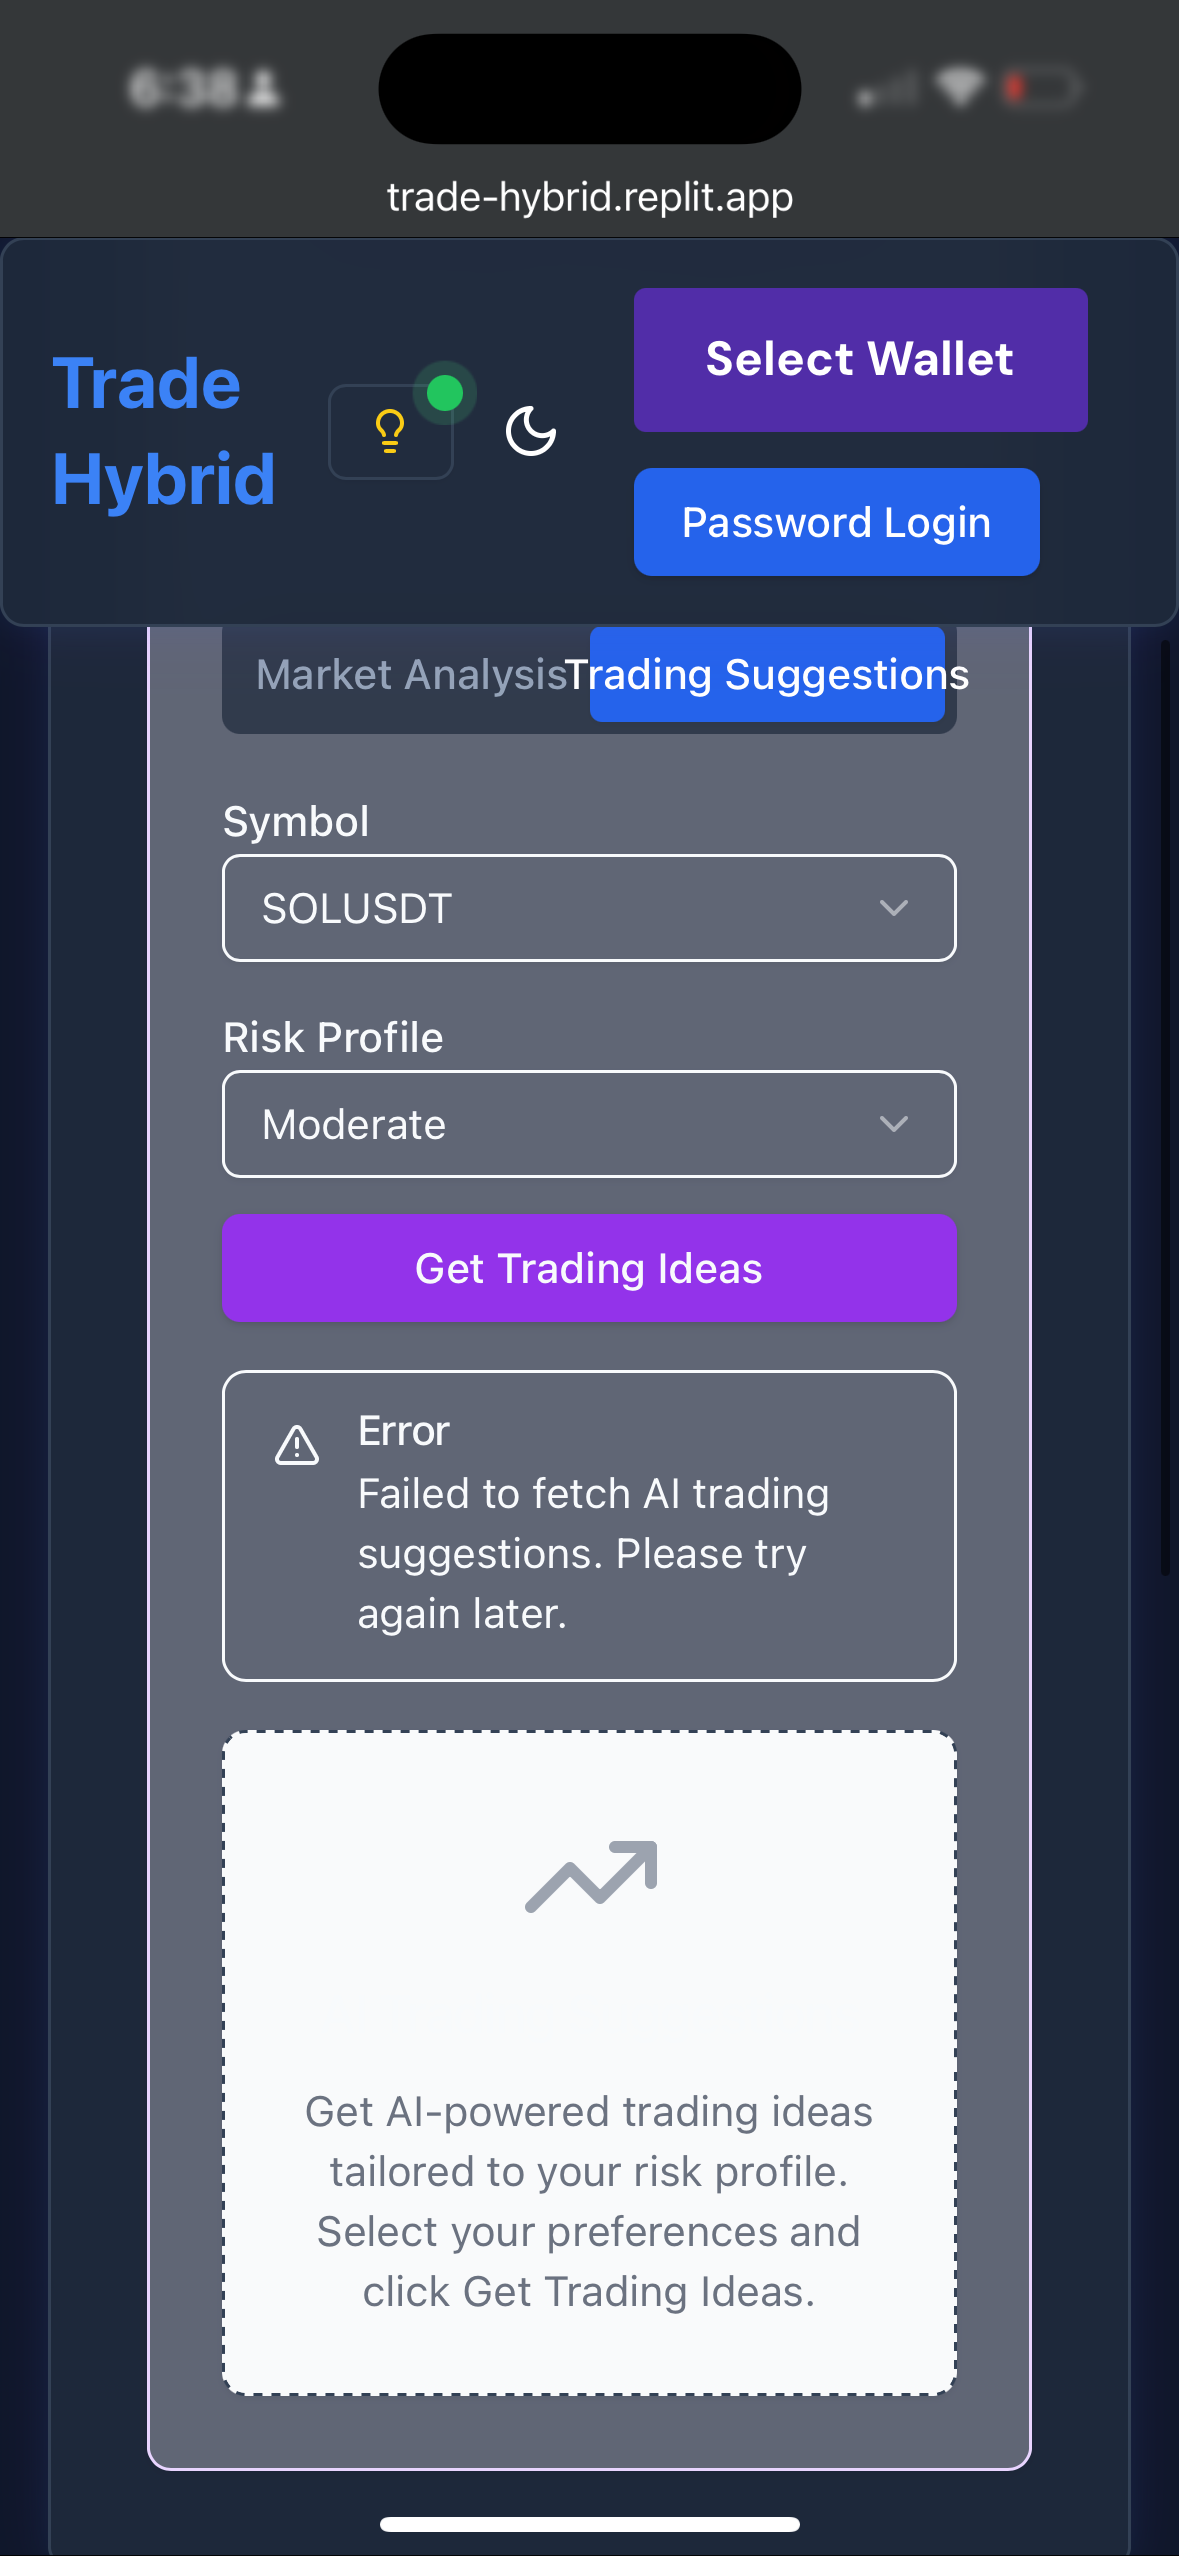 6:38
trade-hybrid.replit.app
Trade
Hybrid
Select Wallet
Password Login
Market Analysis
Trading Suggestions
Symbol
SOLUSDT
Risk Profile
Moderate
Get Trading Ideas
Error
Failed to fetch AI trading
suggestions. Please try
again later.
Get AI-powered trading ideas
tailored to your risk profile.
Select your preferences and
click Get Trading Ideas.